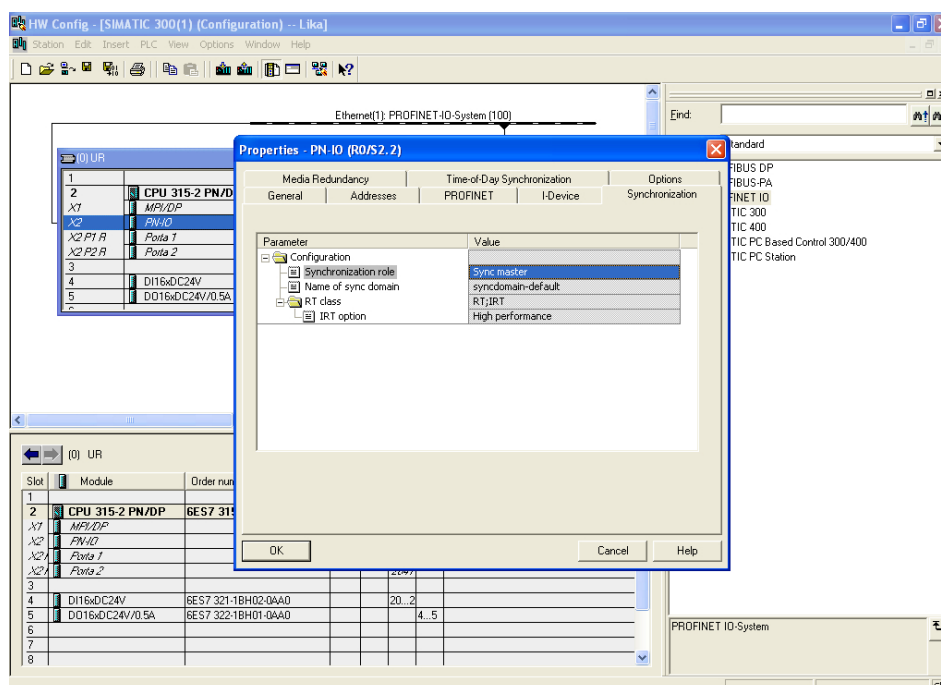 HW Config - [SIMATIC 300(1) (Configuration) -- Lika]
Station Edit Insert PLC View Options Window Help
Ethernet(1): PROFINET-IO-System (100)
Find:
(0) UR
1
2 CPU 315-2 PN/D
X1 MPI/DP
X2 PN-IO
X2 P1 R Porta 1
X2 P2 R Porta 2
3
4 DI16xDC24V
5 DO16xDC24V/0.5A
Properties - PN-IO (R0/S2.2)
Media Redundancy Time-of-Day Synchronization Options
General Addresses PROFINET I-Device Synchronization
Parameter Value
Configuration
Synchronization role Sync master
Name of sync domain syncdomain-default
RT class RT;IRT
IRT option High performance
OK Cancel Help
tandard
FIBUS DP
FIBUS-PA
FINET IO
TIC 300
TIC 400
TIC PC Based Control 300/400
TIC PC Station
(0) UR
Slot Module Order num
1
2 CPU 315-2 PN/DP 6ES7 315
X1 MPI/DP
X2 PN-IO
X2 Porta 1
X2 Porta 2 2041
3
4 DI16xDC24V 6ES7 321-1BH02-0AA0 20...2
5 DO16xDC24V/0.5A 6ES7 322-1BH01-0AA0 4...5
6
7
8
PROFINET IO-System